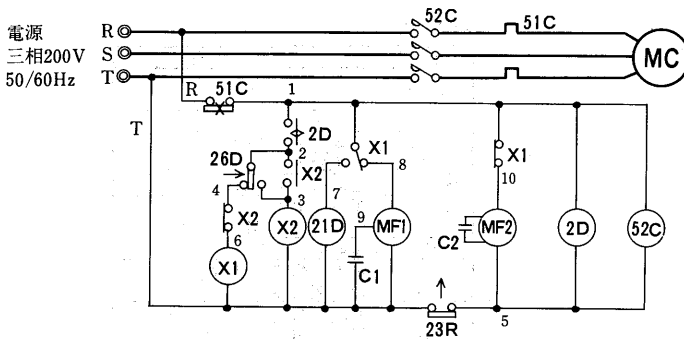 電源
三相200V
50/60Hz
R
S
T
52C
51C
MC
R
51C
T
1
2D
2
26D
X2
4
3
X2
6
X1
X2
X1
7
8
21D
MF1
9
C1
X1
10
MF2
C2
2D
52C
23R
5